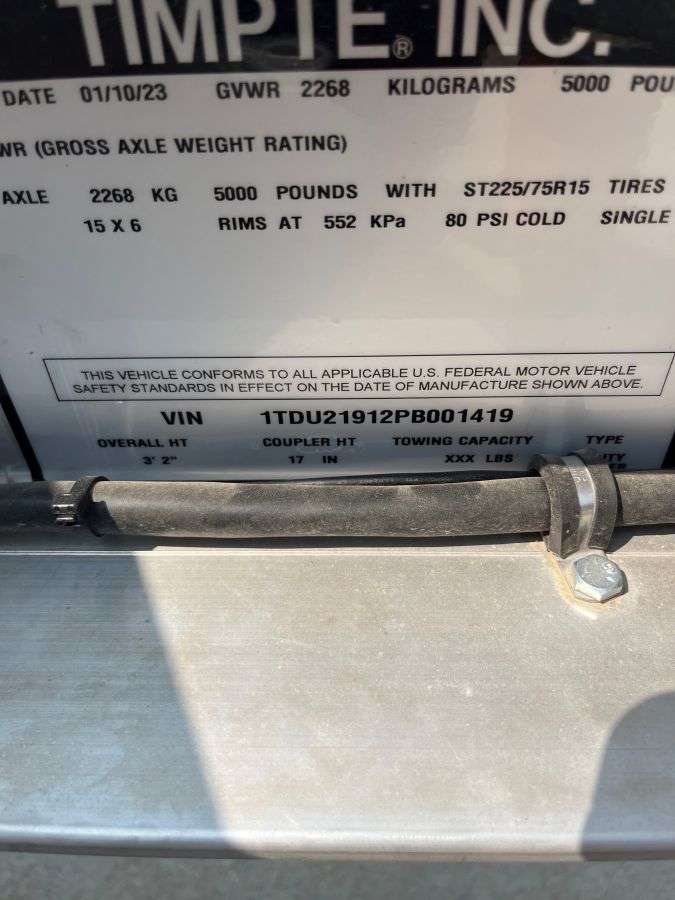 TIMPTE® INC.
DATE 01/10/23 GVWR 2268 KILOGRAMS 5000 POU
WR (GROSS AXLE WEIGHT RATING)
AXLE 2268 KG 5000 POUNDS WITH ST225/75R15 TIRES
15 X 6 RIMS AT 552 KPa 80 PSI COLD SINGLE
THIS VEHICLE CONFORMS TO ALL APPLICABLE U.S. FEDERAL MOTOR VEHICLE
SAFETY STANDARDS IN EFFECT ON THE DATE OF MANUFACTURE SHOWN ABOVE.
VIN 1TDU21912PB001419
OVERALL HT COUPLER HT TOWING CAPACITY TYPE
3' 2" 17 IN XXX LBS